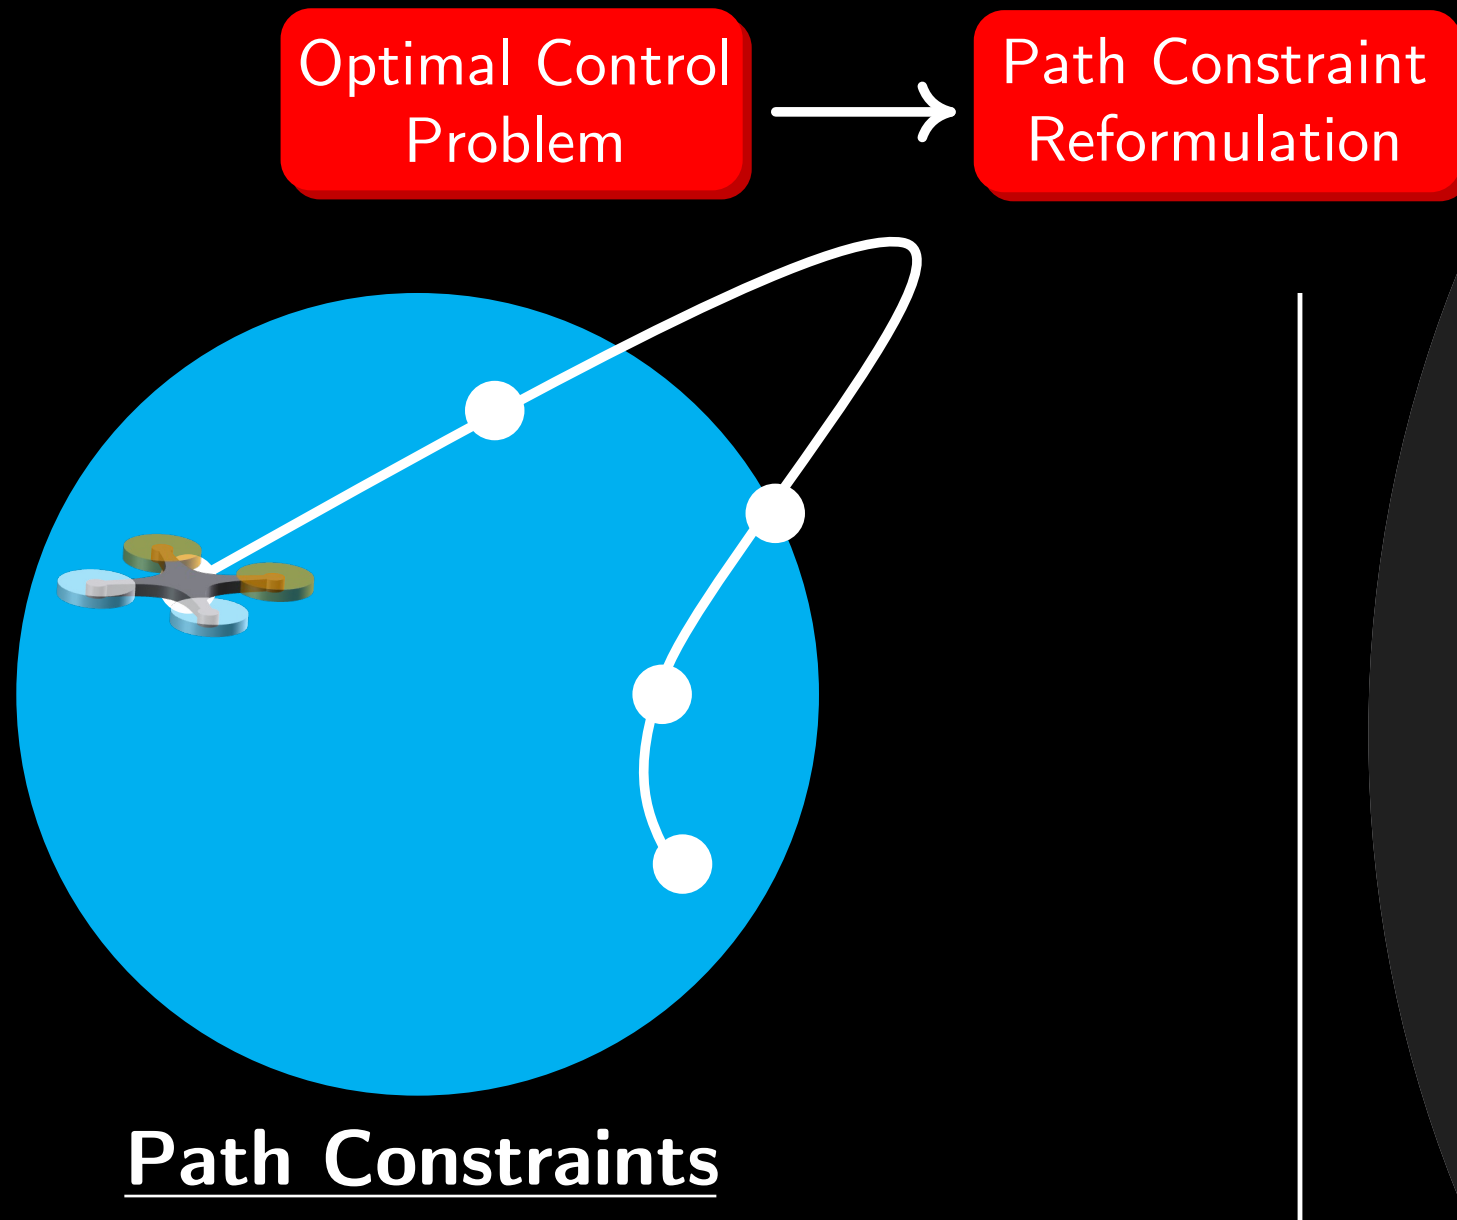 Optimal Control
Problem
Path Constraint
Reformulation
Path Constraints